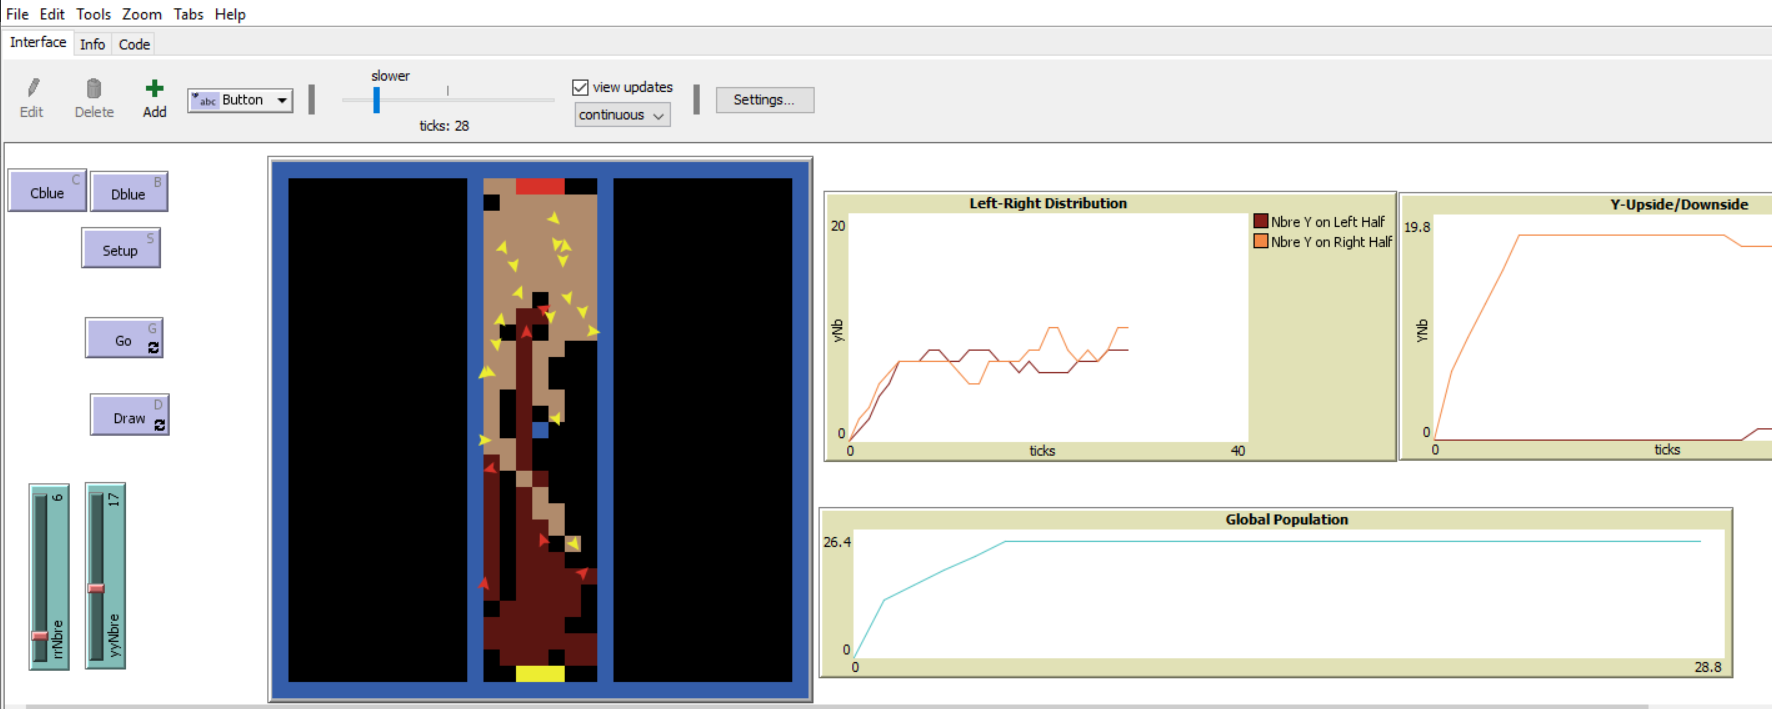 File Edit Tools Zoom Tabs Help
Interface Info Code
Edit Delete Add abc Button
slower
ticks: 28
view updates
continuous
Settings...
Cblue C
Dblue B
Setup S
Go G
Draw D
rrNbre 6
yyNbre 17
Left-Right Distribution
20
yNb
0
0 ticks 40
Nbre Y on Left Half
Nbre Y on Right Half
Y-Upside/Downside
19.8
YNb
0
0 ticks
Global Population
26.4
0
0 28.8